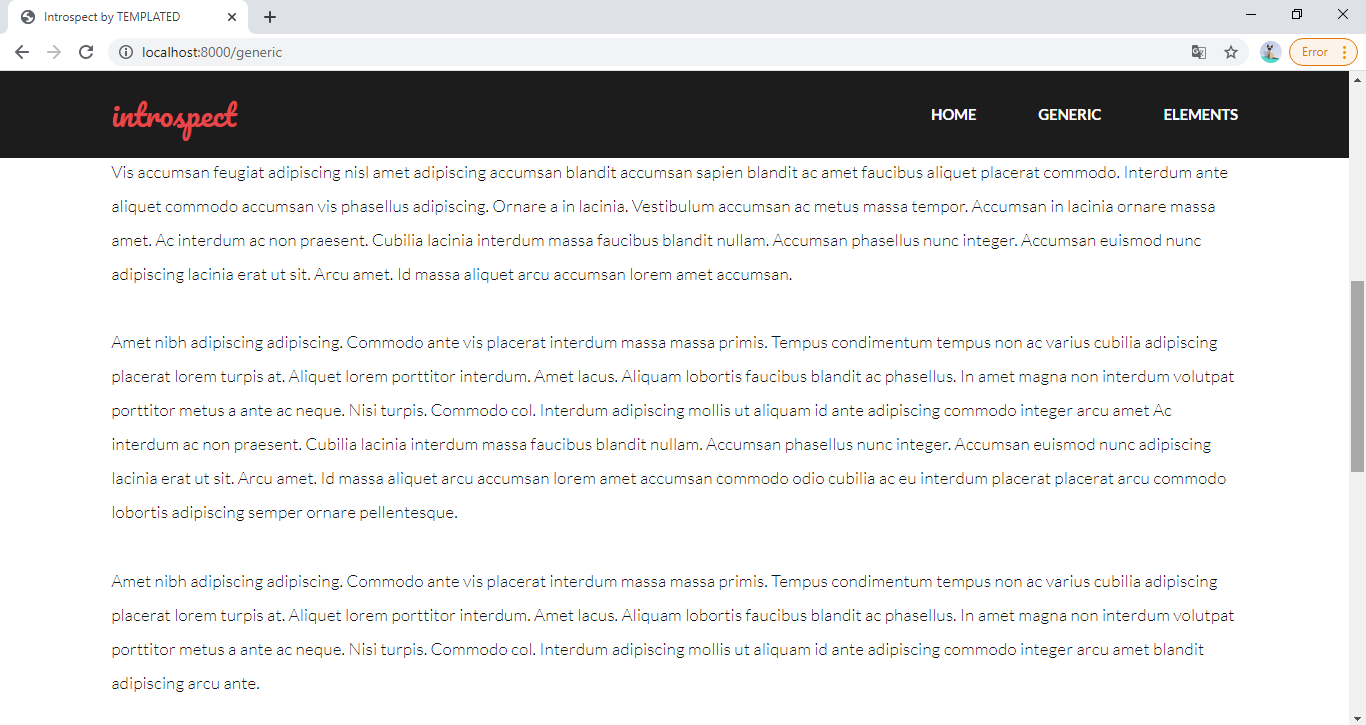 Introspect by TEMPLATED
localhost:8000/generic
Error
introspect
HOME
GENERIC
ELEMENTS
Vis accumsan feugiat adipiscing nisl amet adipiscing accumsan blandit accumsan sapien blandit ac amet faucibus aliquet placerat commodo. Interdum ante
aliquet commodo accumsan vis phasellus adipiscing. Ornare a in lacinia. Vestibulum accumsan ac metus massa tempor. Accumsan in lacinia ornare massa
amet. Ac interdum ac non praesent. Cubilia lacinia interdum massa faucibus blandit nullam. Accumsan phasellus nunc integer. Accumsan euismod nunc
adipiscing lacinia erat ut sit. Arcu amet. Id massa aliquet arcu accumsan lorem amet accumsan.
Amet nibh adipiscing adipiscing. Commodo ante vis placerat interdum massa massa primis. Tempus condimentum tempus non ac varius cubilia adipiscing
placerat lorem turpis at. Aliquet lorem porttitor interdum. Amet lacus. Aliquam lobortis faucibus blandit ac phasellus. In amet magna non interdum volutpat
porttitor metus a ante ac neque. Nisi turpis. Commodo col. Interdum adipiscing mollis ut aliquam id ante adipiscing commodo integer arcu amet Ac
interdum ac non praesent. Cubilia lacinia interdum massa faucibus blandit nullam. Accumsan phasellus nunc integer. Accumsan euismod nunc adipiscing
lacinia erat ut sit. Arcu amet. Id massa aliquet arcu accumsan lorem amet accumsan commodo odio cubilia ac eu interdum placerat placerat arcu commodo
lobortis adipiscing semper ornare pellentesque.
Amet nibh adipiscing adipiscing. Commodo ante vis placerat interdum massa massa primis. Tempus condimentum tempus non ac varius cubilia adipiscing
placerat lorem turpis at. Aliquet lorem porttitor interdum. Amet lacus. Aliquam lobortis faucibus blandit ac phasellus. In amet magna non interdum volutpat
porttitor metus a ante ac neque. Nisi turpis. Commodo col. Interdum adipiscing mollis ut aliquam id ante adipiscing commodo integer arcu amet blandit
adipiscing arcu ante.